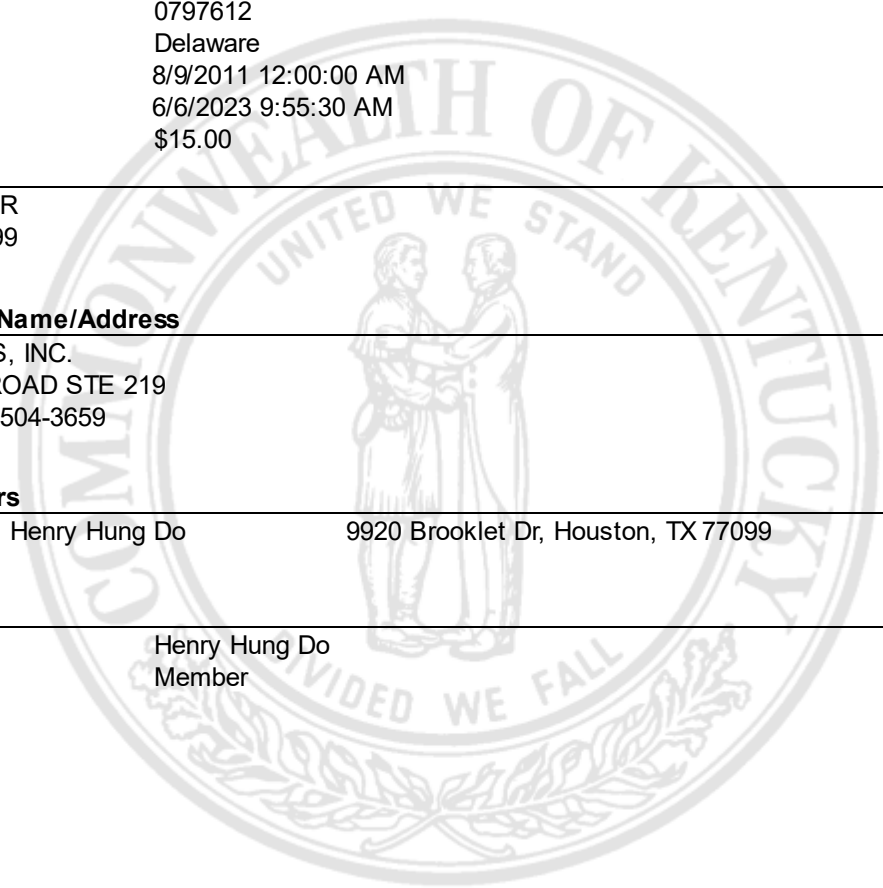 0797612
Delaware
8/9/2011 12:00:00 AM
6/6/2023 9:55:30 AM
$15.00
R
99
Name/Address
S, INC.
ROAD STE 219
504-3659
rs
Henry Hung Do 9920 Brooklet Dr, Houston, TX 77099
Henry Hung Do
Member
COMMONWEALTH OF KENTUCKY
UNITED WE STAND
DIVIDED WE FALL